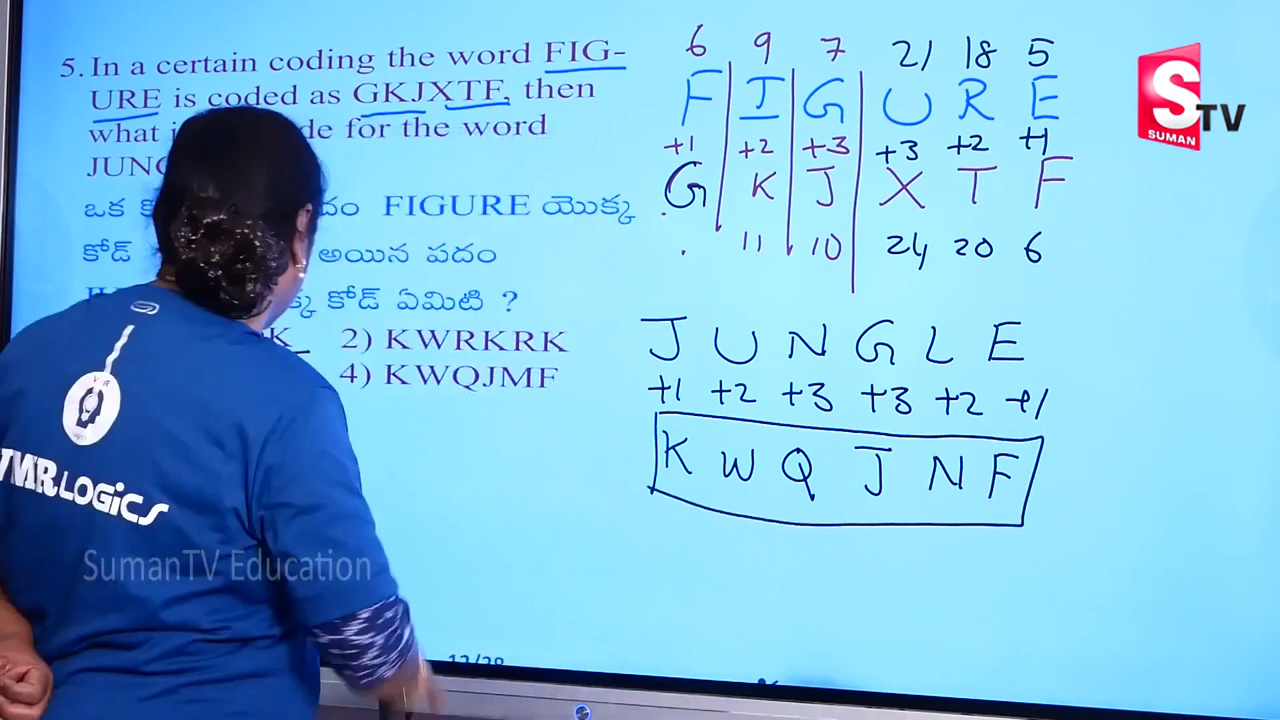 5. In a certain coding the word FIG-
URE is coded as GKJXTF, then
what de for the word
JUNG
ఒక దం FIGURE యొక్క
కోడ్ అయిన పదం
క్క కోడ్ ఏమిటి ?
K 2) KWRKRK
4) KWQJMF
6 9 7 21 18 5
F I G U R E
+1 +2 +3 +3 +2 +1
G K J X T F
11 10 24 20 6
J U N G L E
+1 +2 +3 +3 +2 +1
K W Q J N F
S TV
SUMAN
VMR LOGICS
SumanTV Education